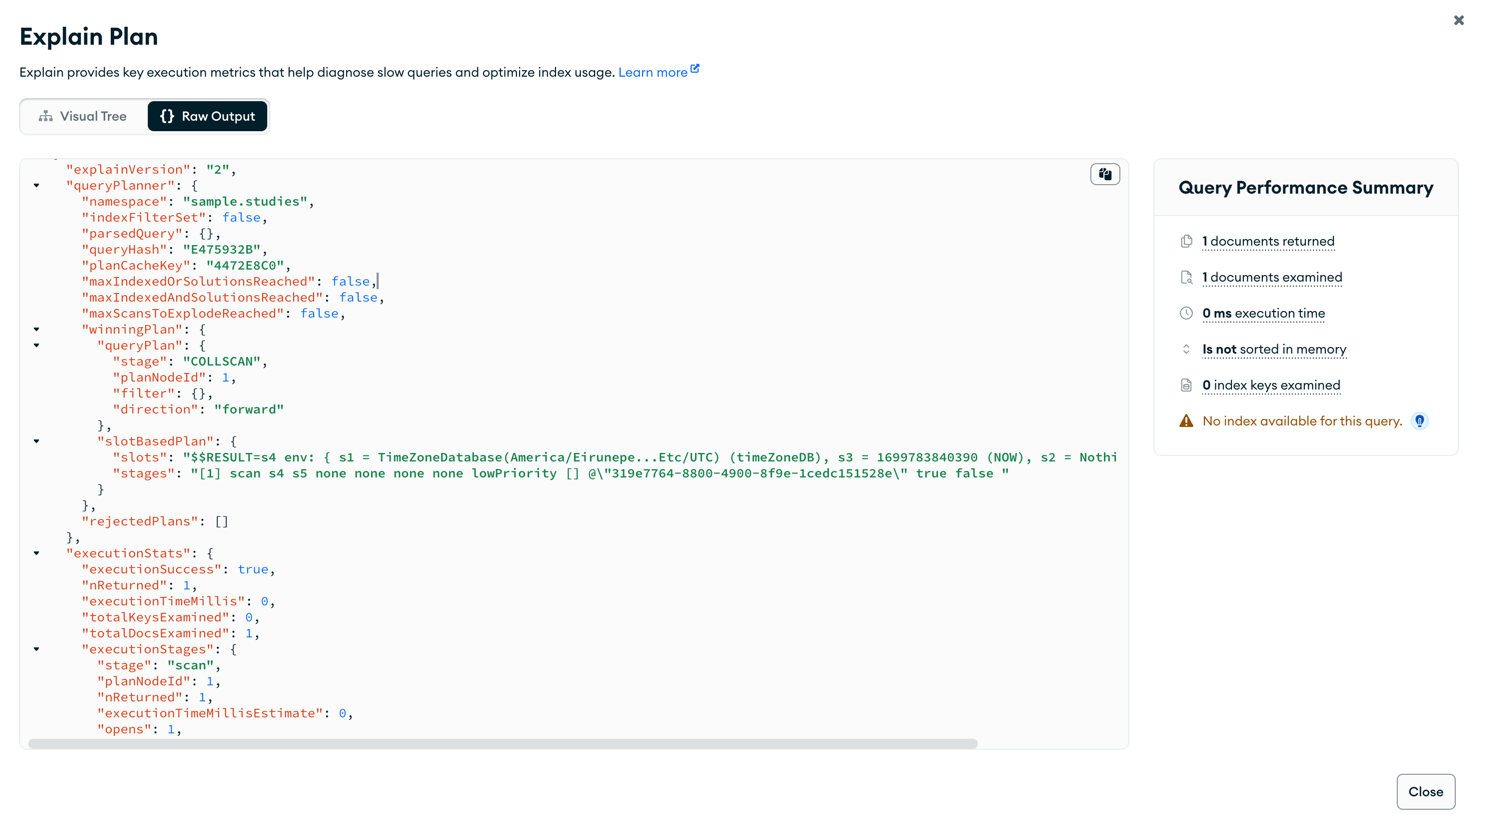 Explain Plan
Explain provides key execution metrics that help diagnose slow queries and optimize index usage. Learn more
Visual Tree
{} Raw Output
"explainVersion": "2",
"queryPlanner": {
"namespace": "sample.studies",
"indexFilterSet": false,
"parsedQuery": {},
"queryHash": "E475932B",
"planCacheKey": "4472E8C0",
"maxIndexedOrSolutionsReached": false,
"maxIndexedAndSolutionsReached": false,
"maxScansToExplodeReached": false,
"winningPlan": {
"queryPlan": {
"stage": "COLLSCAN",
"planNodeId": 1,
"filter": {},
"direction": "forward"
},
"slotBasedPlan": {
"slots": "$$RESULT=s4 env: { s1 = TimeZoneDatabase(America/Eirunepe...Etc/UTC) (timeZoneDB), s3 = 1699783840390 (NOW), s2 = Nothi
"stages": "[1] scan s4 s5 none none none none lowPriority [] @\"319e7764-8800-4900-8f9e-1cedc151528e\" true false "
}
},
"rejectedPlans": []
},
"executionStats": {
"executionSuccess": true,
"nReturned": 1,
"executionTimeMillis": 0,
"totalKeysExamined": 0,
"totalDocsExamined": 1,
"executionStages": {
"stage": "scan",
"planNodeId": 1,
"nReturned": 1,
"executionTimeMillisEstimate": 0,
"opens": 1,
Query Performance Summary
1 documents returned
1 documents examined
0 ms execution time
Is not sorted in memory
0 index keys examined
No index available for this query.
Close